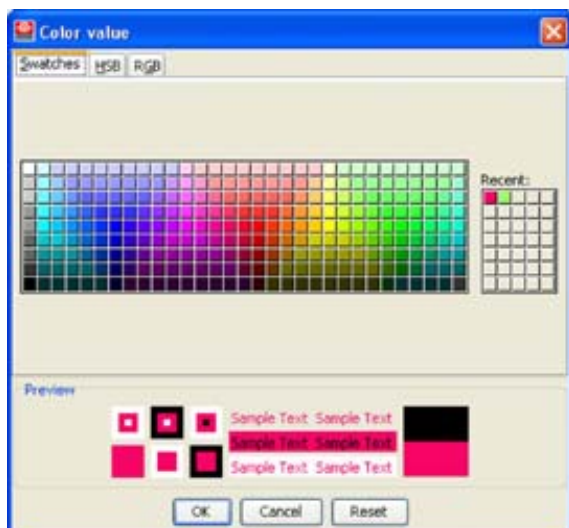 Color value
Swatches HSB RGB
Recent:
Preview
Sample Text Sample Text
Sample Text Sample Text
Sample Text Sample Text
OK Cancel Reset